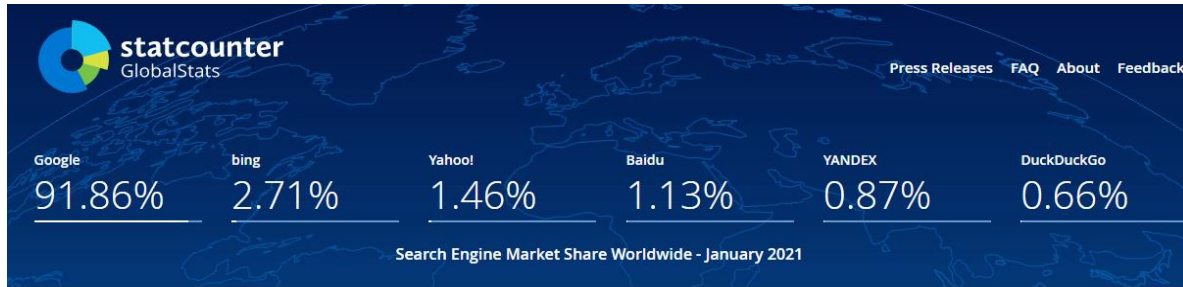 statcounter
GlobalStats
Press Releases FAQ About Feedback
Google bing Yahoo! Baidu YANDEX DuckDuckGo
91.86% 2.71% 1.46% 1.13% 0.87% 0.66%
Search Engine Market Share Worldwide - January 2021